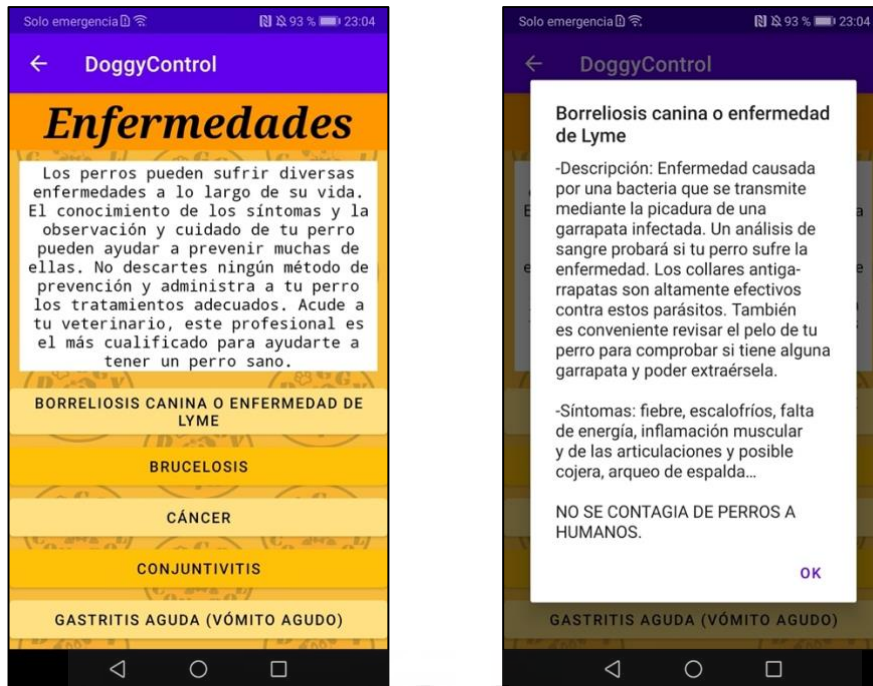 Solo emergencia 93 % 23:04
DoggyControl
Enfermedades
Los perros pueden sufrir diversas
enfermedades a lo largo de su vida.
El conocimiento de los síntomas y la
observación y cuidado de tu perro
pueden ayudar a prevenir muchas de
ellas. No descartes ningún método de
prevención y administra a tu perro
los tratamientos adecuados. Acude a
tu veterinario, este profesional es
el más cualificado para ayudarte a
tener un perro sano.
BORRELIOSIS CANINA O ENFERMEDAD DE
LYME
BRUCELOSIS
CÁNCER
CONJUNTIVITIS
GASTRITIS AGUDA (VÓMITO AGUDO)
Solo emergencia 93 % 23:04
DoggyControl
Borreliosis canina o enfermedad
de Lyme
-Descripción: Enfermedad causada
por una bacteria que se transmite
mediante la picadura de una
garrapata infectada. Un análisis de
sangre probará si tu perro sufre la
enfermedad. Los collares antiga-
rrapatas son altamente efectivos
contra estos parásitos. También
es conveniente revisar el pelo de tu
perro para comprobar si tiene alguna
garrapata y poder extraérsela.
-Síntomas: fiebre, escalofríos, falta
de energía, inflamación muscular
y de las articulaciones y posible
cojera, arqueo de espalda…
NO SE CONTAGIA DE PERROS A
HUMANOS.
OK
GASTRITIS AGUDA (VÓMITO AGUDO)